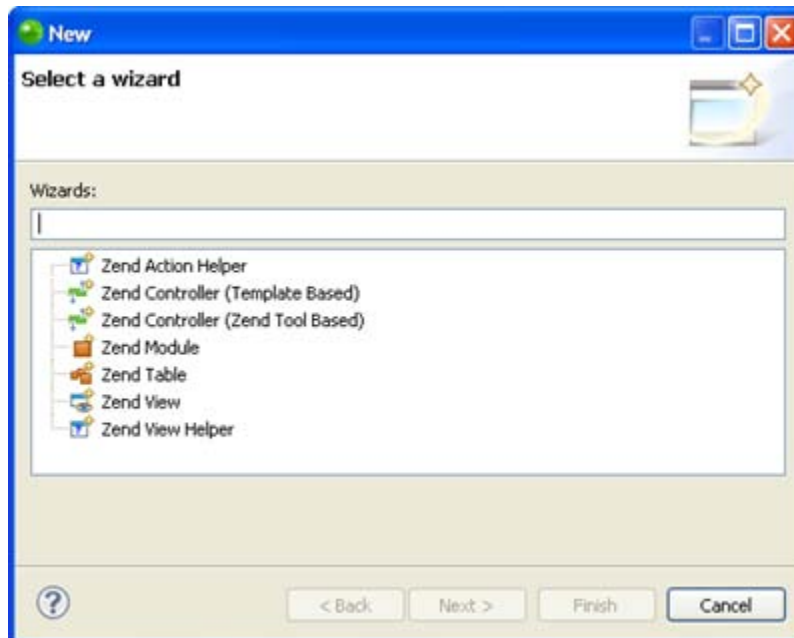 New
Select a wizard
Wizards:
Zend Action Helper
Zend Controller (Template Based)
Zend Controller (Zend Tool Based)
Zend Module
Zend Table
Zend View
Zend View Helper
? < Back Next > Finish Cancel